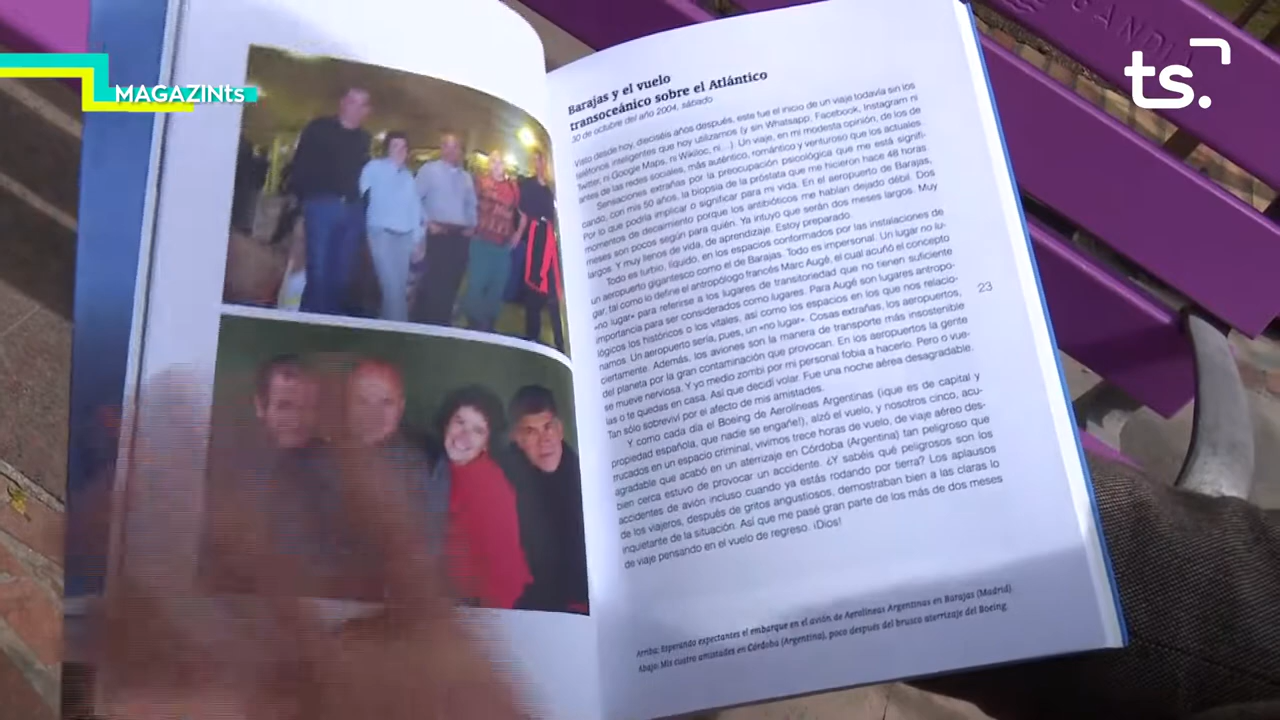 MAGAZINts
ts.
Barajas y el vuelo
transoceánico sobre el Atlántico
30 de octubre del año 2004, sábado
Visto desde hoy, dieciséis años después, este fue el inicio de un viaje todavía sin los
teléfonos inteligentes que hoy utilizamos (y sin Whatsapp, Facebook, Instagram ni
Twitter, ni Google Maps, ni Wikiloc, ni…). Un viaje, en mi modesta opinión, de los de
antes de las redes sociales, más auténtico, romántico y venturoso que los actuales.
Sensaciones extrañas por la preocupación psicológica que me está signifi-
cando, con mis 50 años, la biopsia de la próstata que me hicieron hace 48 horas.
Por lo que podría implicar o significar para mi vida. En el aeropuerto de Barajas,
momentos de decaimiento porque los antibióticos me habían dejado débil. Dos
meses son pocos según para quién. Ya intuyo que serán dos meses largos. Muy
largos. Y muy llenos de vida, de aprendizaje. Estoy preparado.
Todo es turbio, líquido, en los espacios conformados por las instalaciones de
un aeropuerto gigantesco como el de Barajas. Todo es impersonal. Un lugar no lu-
gar, tal como lo define el antropólogo francés Marc Augé, el cual acuñó el concepto
«no lugar» para referirse a los lugares de transitoriedad que no tienen suficiente
importancia para ser considerados como lugares. Para Augé son lugares antropo-
lógicos los históricos o los vitales, así como los espacios en los que nos relacio-
namos. Un aeropuerto sería, pues, un «no lugar». Cosas extrañas, los aeropuertos,
ciertamente. Además, los aviones son la manera de transporte más insostenible
del planeta por la gran contaminación que provocan. En los aeropuertos la gente
se mueve nerviosa. Y yo medio zombi por mi personal fobia a hacerlo. Pero o vue-
las o te quedas en casa. Así que decidí volar. Fue una noche aérea desagradable.
Tan sólo sobreviví por el afecto de mis amistades.
Y como cada día el Boeing de Aerolíneas Argentinas (¡que es de capital y
propiedad española, que nadie se engañe!), alzó el vuelo, y nosotros cinco, acu-
rrucados en un espacio criminal, vivimos trece horas de vuelo, de viaje aéreo des-
agradable que acabó en un aterrizaje en Córdoba (Argentina) tan peligroso que
bien cerca estuvo de provocar un accidente. ¿Y sabéis qué peligrosos son los
accidentes de avión incluso cuando ya estás rodando por tierra? Los aplausos
de los viajeros, después de gritos angustiosos, demostraban bien a las claras lo
inquietante de la situación. Así que me pasé gran parte de los más de dos meses
de viaje pensando en el vuelo de regreso. ¡Dios!
23
Arriba: Esperando expectantes el embarque en el avión de Aerolíneas Argentinas en Barajas (Madrid).
Abajo: Mis cuatro amistades en Córdoba (Argentina), poco después del brusco aterrizaje del Boeing.